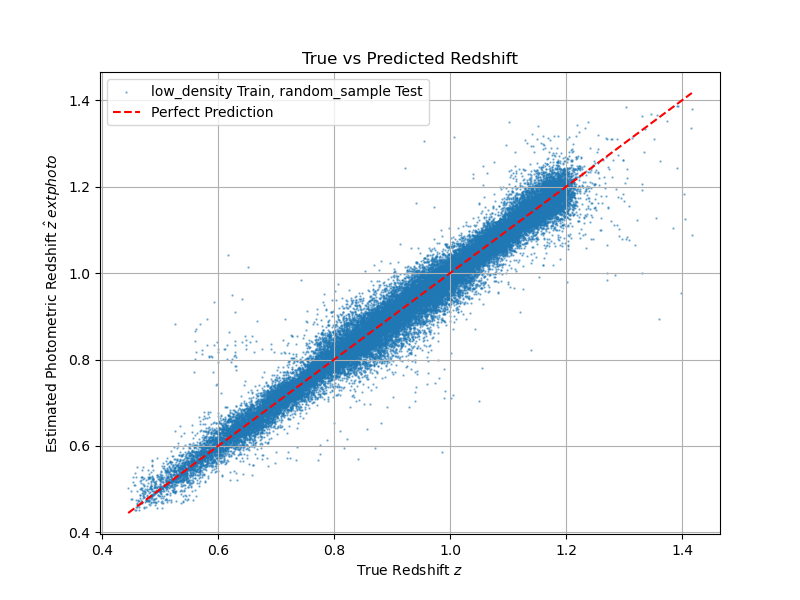 True vs Predicted Redshift
low_density Train, random_sample Test
Perfect Prediction
Estimated Photometric Redshift ẑ extphoto
1.4
1.2
1.0
0.8
0.6
0.4
0.4 0.6 0.8 1.0 1.2 1.4
True Redshift z